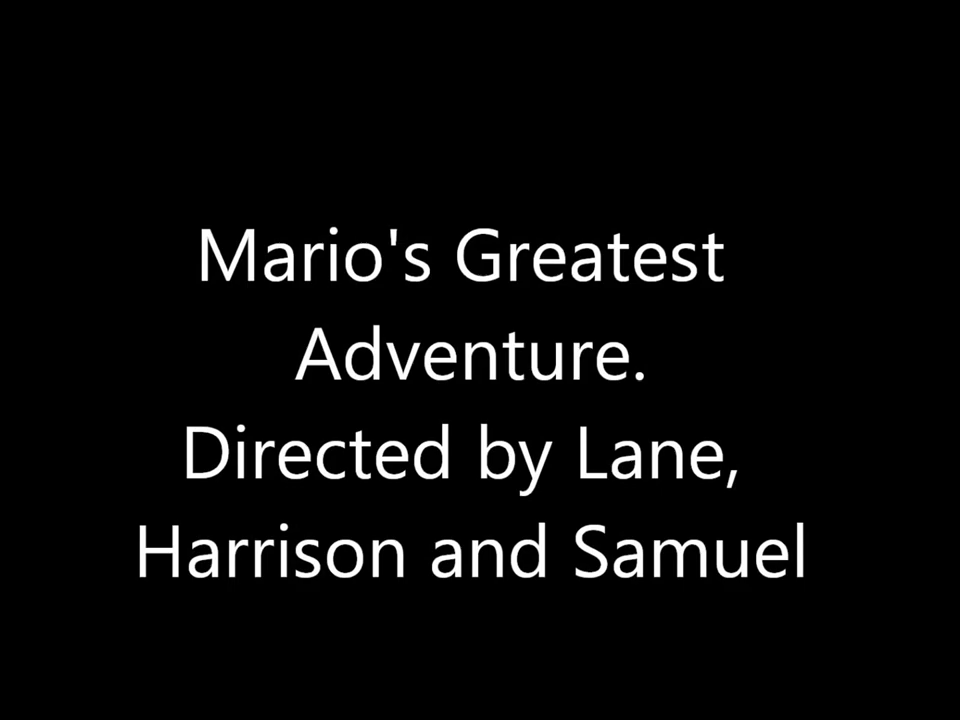 Mario's Greatest
Adventure.
Directed by Lane,
Harrison and Samuel